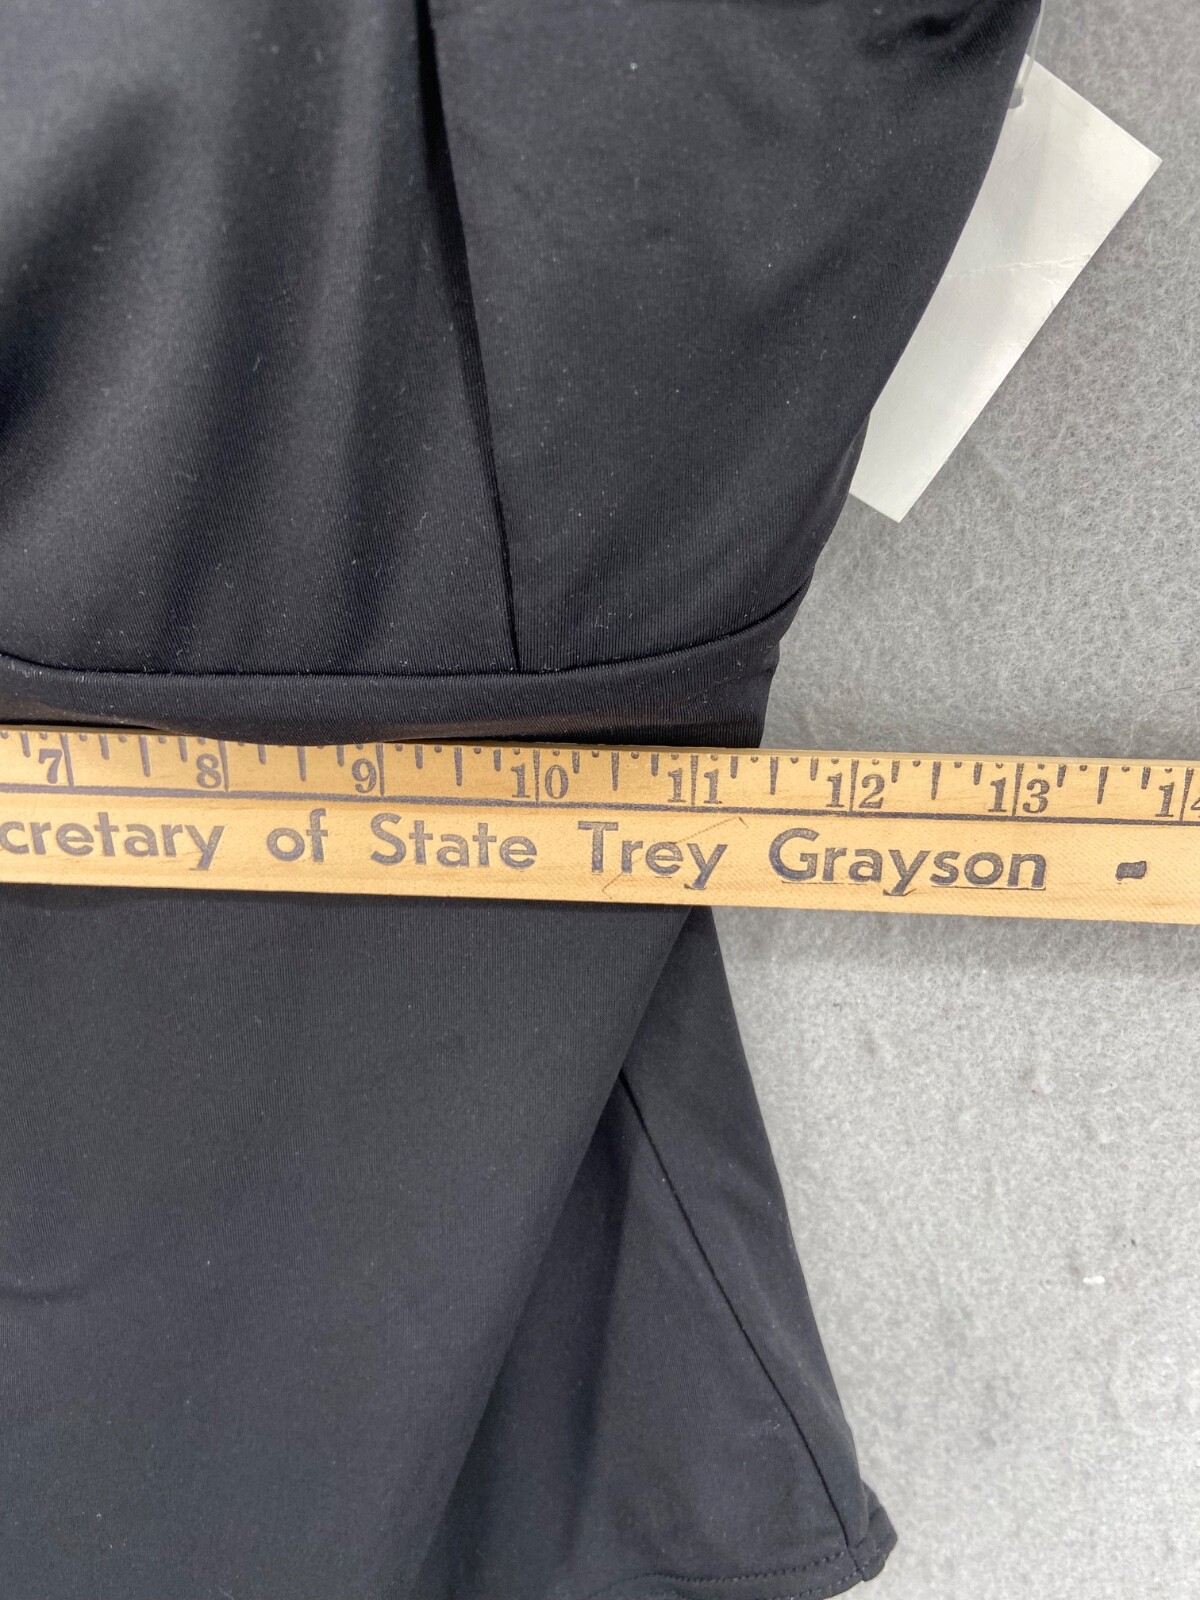 7 8 9 10 11 12 13
cretary of State Trey Grayson -